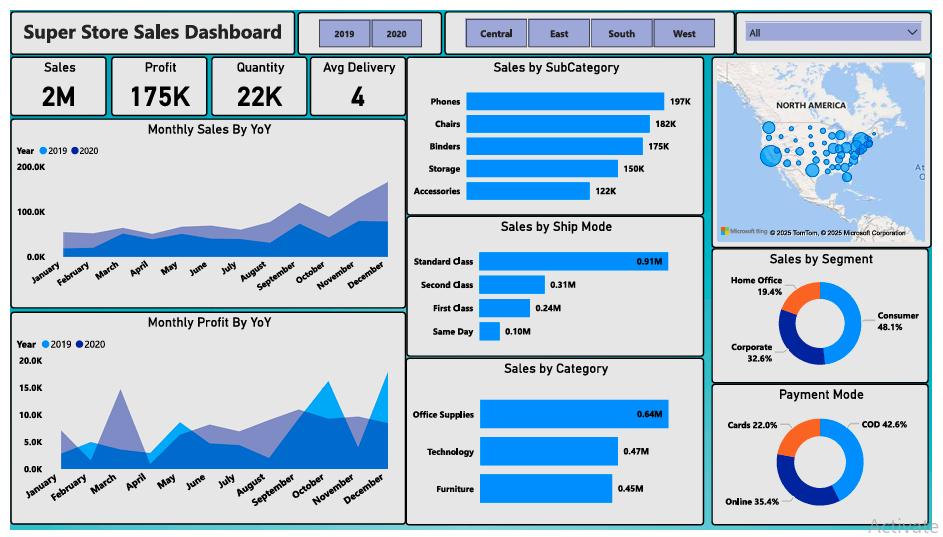 Super Store Sales Dashboard
2019 2020
Central East South West
All
Sales
2M
Profit
175K
Quantity
22K
Avg Delivery
4
Monthly Sales By YoY
Year 2019 2020
200.0K
100.0K
0.0K
January February March April May June July August September October November December
Monthly Profit By YoY
Year 2019 2020
20.0K
15.0K
10.0K
5.0K
0.0K
January February March April May June July August September October November December
Sales by SubCategory
Phones 197K
Chairs 182K
Binders 175K
Storage 150K
Accessories 122K
Sales by Ship Mode
Standard Class 0.91M
Second Class 0.31M
First Class 0.24M
Same Day 0.10M
Sales by Category
Office Supplies 0.64M
Technology 0.47M
Furniture 0.45M
NORTH AMERICA
At
O
Microsoft Bing © 2025 TomTom, © 2025 Microsoft Corporation
Sales by Segment
Home Office
19.4%
Consumer
48.1%
Corporate
32.6%
Payment Mode
Cards 22.0%
COD 42.6%
Online 35.4%
Activate